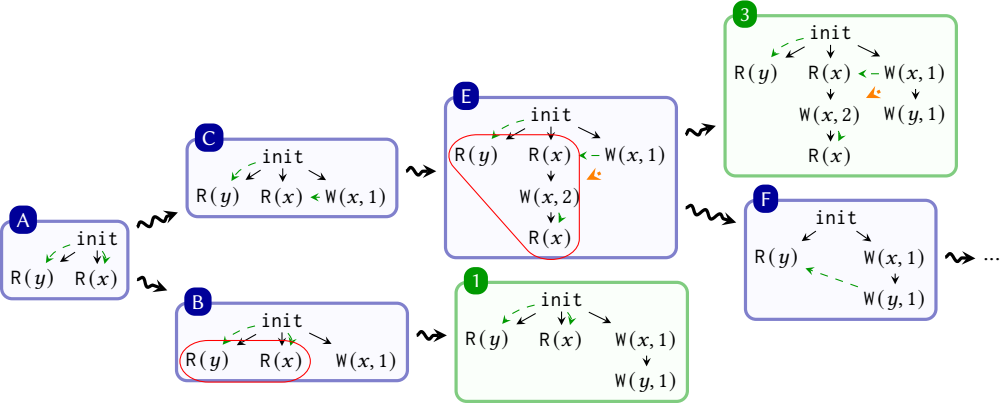 A
init
R(y) R(x)
C
init
R(y) R(x) W(x,1)
B
init
R(y) R(x) W(x,1)
E
init
R(y) R(x) W(x,1)
W(x,2)
R(x)
1
init
R(y) R(x) W(x,1)
W(y,1)
3
init
R(y) R(x) W(x,1)
W(x,2) W(y,1)
R(x)
F
init
R(y) W(x,1)
W(y,1)
...